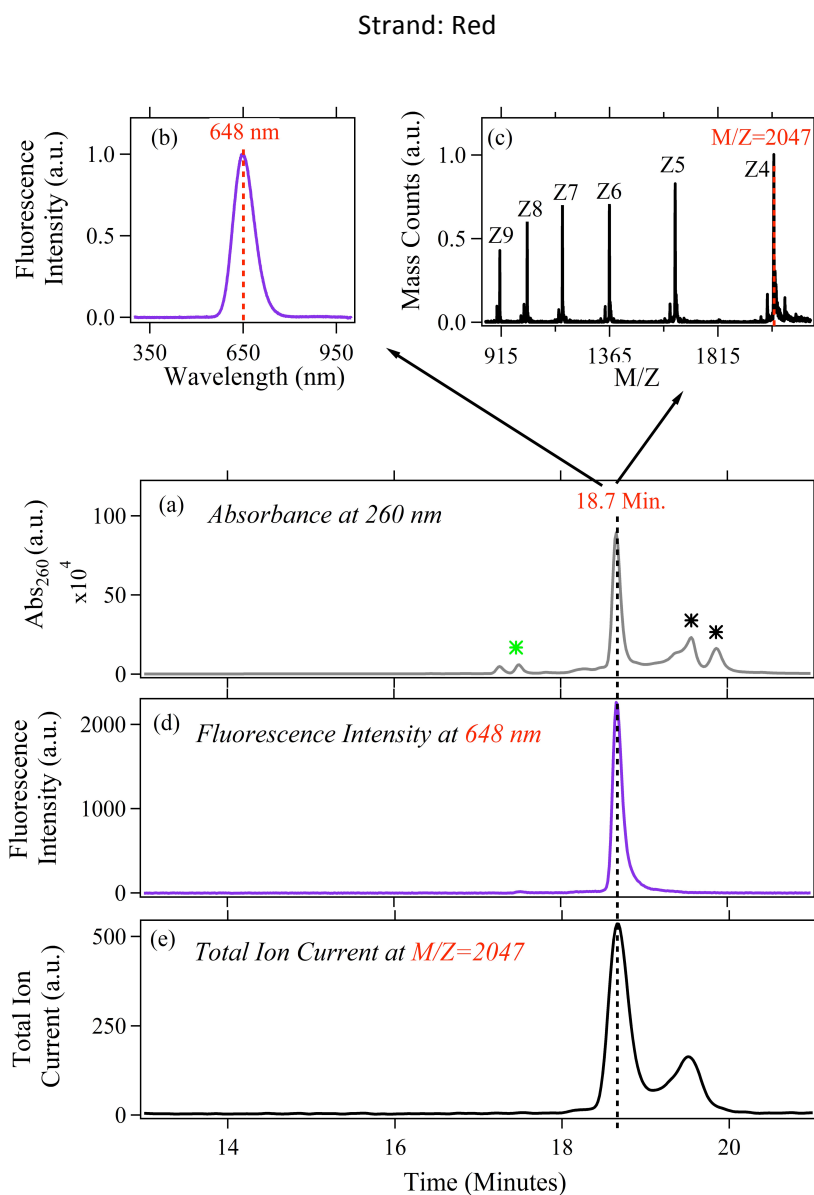 Strand: Red
Fluorescence
Intensity (a.u.)
(b)
648 nm
1.0
0.5
0.0
350
650
950
Wavelength (nm)
Mass Counts (a.u.)
(c)
M/Z=2047
1.0
0.5
0.0
Z9
Z8
Z7
Z6
Z5
Z4
915
1365
1815
M/Z
Abs260 (a.u.)
x10^4
(a)
Absorbance at 260 nm
18.7 Min.
100
50
0
*
*
*
Fluorescence
Intensity (a.u.)
(d)
Fluorescence Intensity at 648 nm
2000
1000
0
Total Ion
Current (a.u.)
(e)
Total Ion Current at M/Z=2047
500
250
0
14
16
18
20
Time (Minutes)